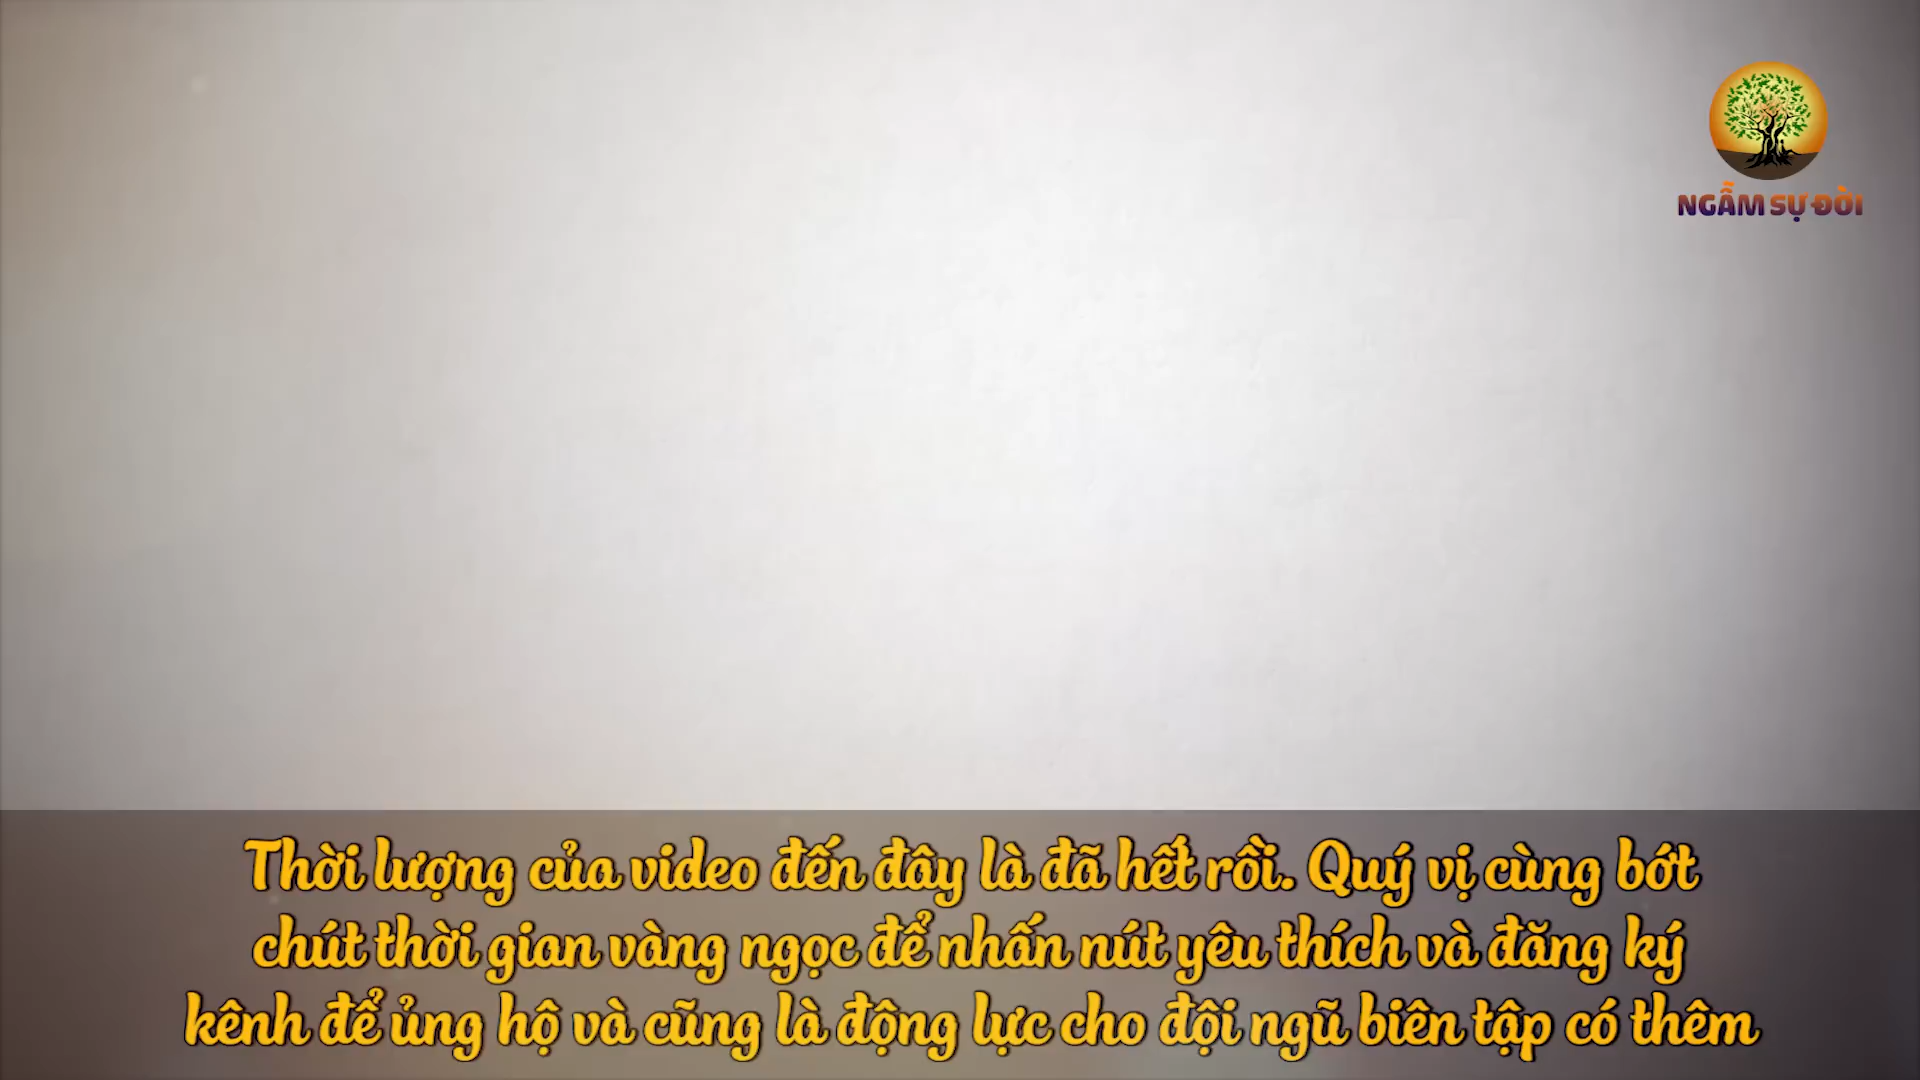 NGẪM SỰ ĐỜI
Thời lượng của video đến đây là đã hết rồi. Quý vị cùng bớt
chút thời gian vàng ngọc để nhấn nút yêu thích và đăng ký
kênh để ủng hộ và cũng là động lực cho đội ngũ biên tập có thêm